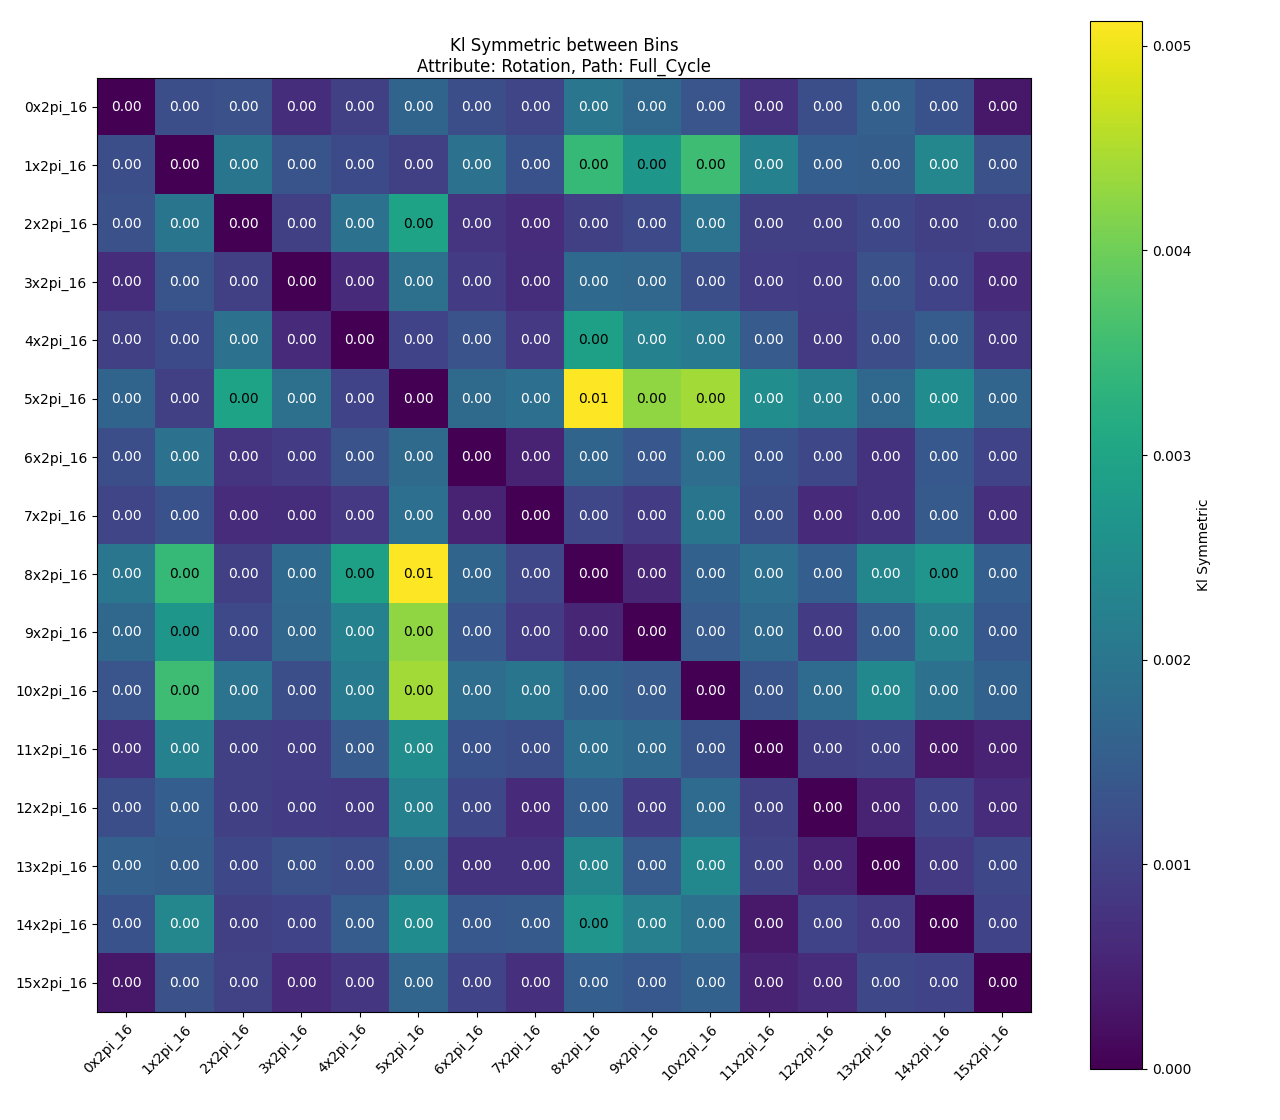 Kl Symmetric between Bins
Attribute: Rotation, Path: Full_Cycle
0x2pi_16 0.00 0.00 0.00 0.00 0.00 0.00 0.00 0.00 0.00 0.00 0.00 0.00 0.00 0.00 0.00 0.00
1x2pi_16 0.00 0.00 0.00 0.00 0.00 0.00 0.00 0.00 0.00 0.00 0.00 0.00 0.00 0.00 0.00 0.00
2x2pi_16 0.00 0.00 0.00 0.00 0.00 0.00 0.00 0.00 0.00 0.00 0.00 0.00 0.00 0.00 0.00 0.00
3x2pi_16 0.00 0.00 0.00 0.00 0.00 0.00 0.00 0.00 0.00 0.00 0.00 0.00 0.00 0.00 0.00 0.00
4x2pi_16 0.00 0.00 0.00 0.00 0.00 0.00 0.00 0.00 0.00 0.00 0.00 0.00 0.00 0.00 0.00 0.00
5x2pi_16 0.00 0.00 0.00 0.00 0.00 0.00 0.00 0.00 0.01 0.00 0.00 0.00 0.00 0.00 0.00 0.00
6x2pi_16 0.00 0.00 0.00 0.00 0.00 0.00 0.00 0.00 0.00 0.00 0.00 0.00 0.00 0.00 0.00 0.00
7x2pi_16 0.00 0.00 0.00 0.00 0.00 0.00 0.00 0.00 0.00 0.00 0.00 0.00 0.00 0.00 0.00 0.00
8x2pi_16 0.00 0.00 0.00 0.00 0.00 0.01 0.00 0.00 0.00 0.00 0.00 0.00 0.00 0.00 0.00 0.00
9x2pi_16 0.00 0.00 0.00 0.00 0.00 0.00 0.00 0.00 0.00 0.00 0.00 0.00 0.00 0.00 0.00 0.00
10x2pi_16 0.00 0.00 0.00 0.00 0.00 0.00 0.00 0.00 0.00 0.00 0.00 0.00 0.00 0.00 0.00 0.00
11x2pi_16 0.00 0.00 0.00 0.00 0.00 0.00 0.00 0.00 0.00 0.00 0.00 0.00 0.00 0.00 0.00 0.00
12x2pi_16 0.00 0.00 0.00 0.00 0.00 0.00 0.00 0.00 0.00 0.00 0.00 0.00 0.00 0.00 0.00 0.00
13x2pi_16 0.00 0.00 0.00 0.00 0.00 0.00 0.00 0.00 0.00 0.00 0.00 0.00 0.00 0.00 0.00 0.00
14x2pi_16 0.00 0.00 0.00 0.00 0.00 0.00 0.00 0.00 0.00 0.00 0.00 0.00 0.00 0.00 0.00 0.00
15x2pi_16 0.00 0.00 0.00 0.00 0.00 0.00 0.00 0.00 0.00 0.00 0.00 0.00 0.00 0.00 0.00 0.00
0x2pi_16 1x2pi_16 2x2pi_16 3x2pi_16 4x2pi_16 5x2pi_16 6x2pi_16 7x2pi_16 8x2pi_16 9x2pi_16 10x2pi_16 11x2pi_16 12x2pi_16 13x2pi_16 14x2pi_16 15x2pi_16
0.005
0.004
0.003
0.002
0.001
0.000
Kl Symmetric